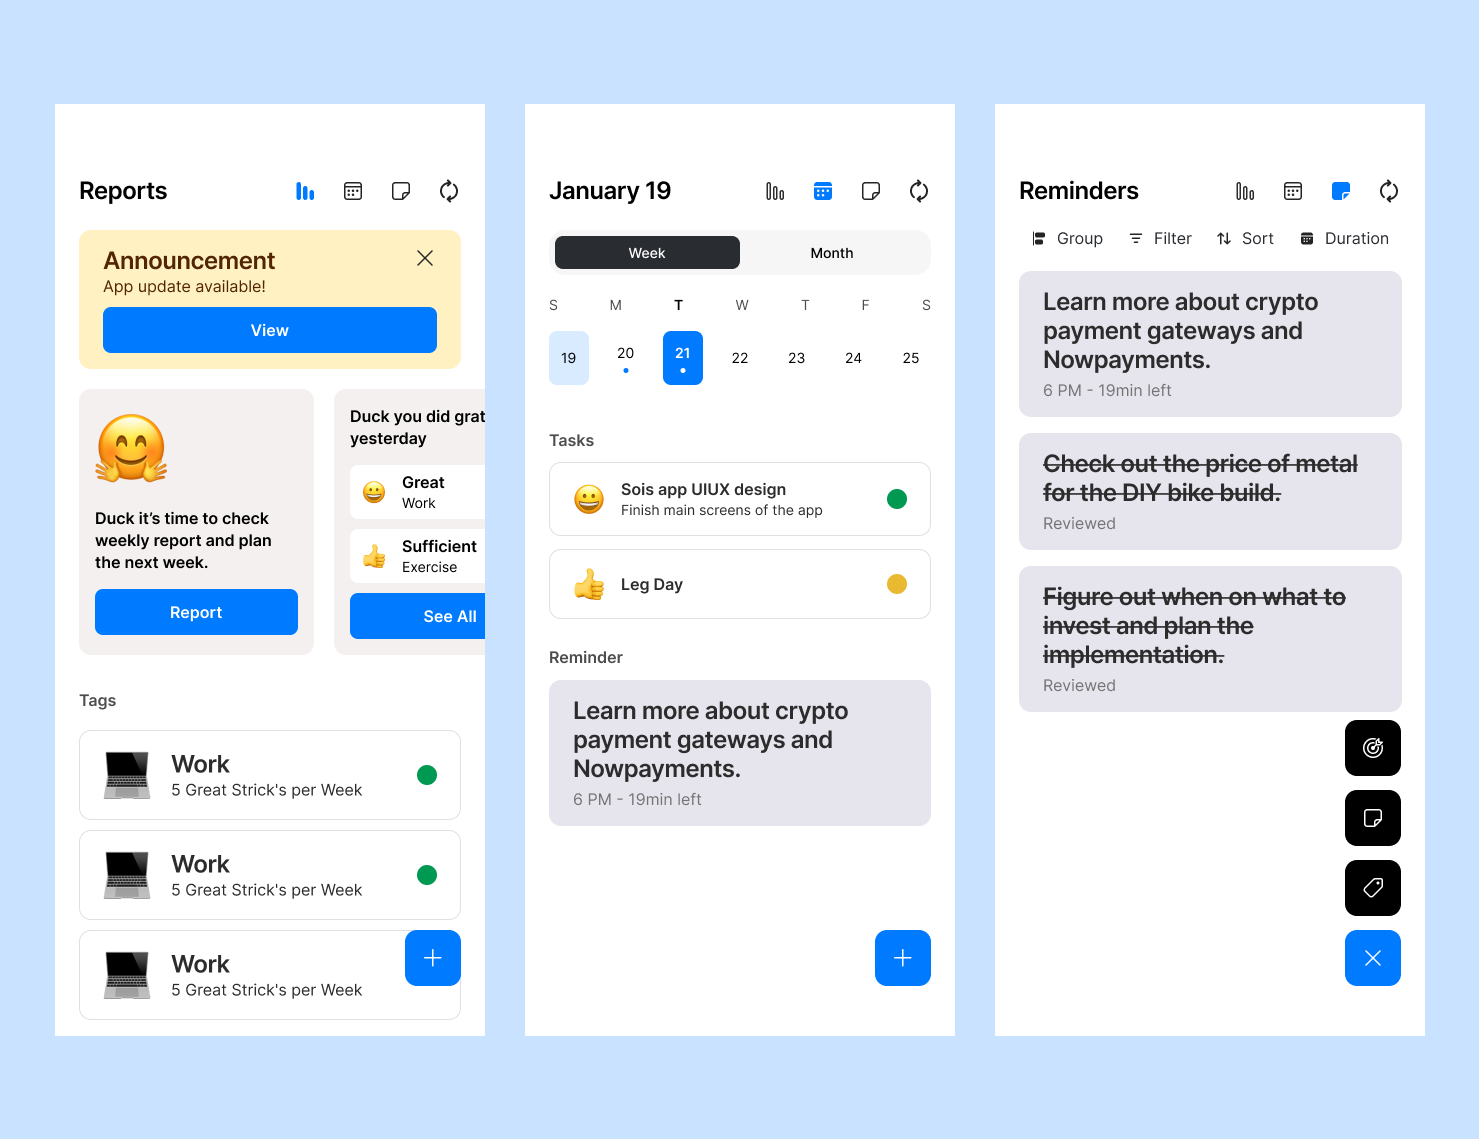 Reports
Announcement
App update available!
View
Duck it’s time to check
weekly report and plan
the next week.
Report
Duck you did grat
yesterday
Great
Work
Sufficient
Exercise
See All
Tags
Work
5 Great Strick's per Week
Work
5 Great Strick's per Week
Work
5 Great Strick's per Week
January 19
Week Month
S M T W T F S
19 20 21 22 23 24 25
Tasks
Sois app UIUX design
Finish main screens of the app
Leg Day
Reminder
Learn more about crypto
payment gateways and
Nowpayments.
6 PM - 19min left
Reminders
Group Filter Sort Duration
Learn more about crypto
payment gateways and
Nowpayments.
6 PM - 19min left
Check out the price of metal
for the DIY bike build.
Reviewed
Figure out when on what to
invest and plan the
implementation.
Reviewed